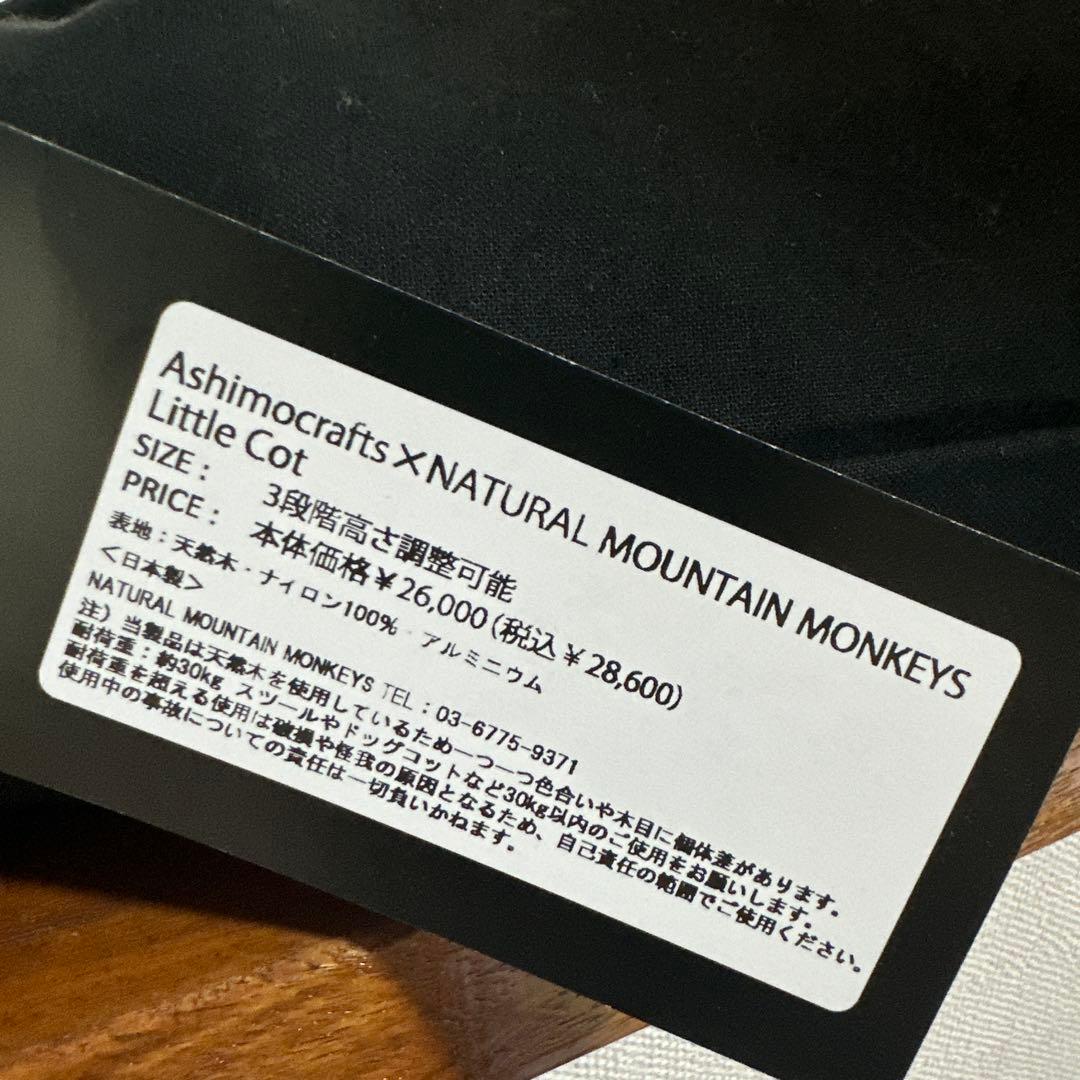 Ashimocrafts×NATURAL MOUNTAIN MONKEYS
Little Cot
SIZE： 3段階高さ調整可能
PRICE： 本体価格￥26,000(税込￥28,600)
表地：天然木・ナイロン100%・アルミニウム
＜日本製＞
NATURAL MOUNTAIN MONKEYS TEL：03-6775-9371
注）当製品は天然木を使用しているため一つ一つ色合いや木目に個体差があります。
耐荷重：約30kg スツールやドッグコットなど30kg以内のご使用をお願いします。
耐荷重を超える使用は破損や怪我の原因となるため、自己責任の範囲でご使用ください。
使用中の事故についての責任は一切負いかねます。